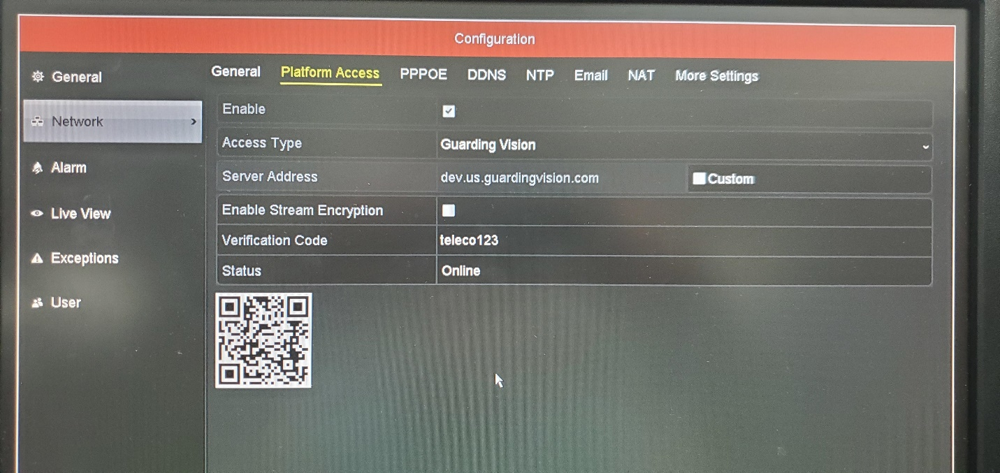 Configuration
General
Network
Alarm
Live View
Exceptions
User
General Platform Access PPPOE DDNS NTP Email NAT More Settings
Enable
Access Type Guarding Vision
Server Address dev.us.guardingvision.com Custom
Enable Stream Encryption
Verification Code teleco123
Status Online